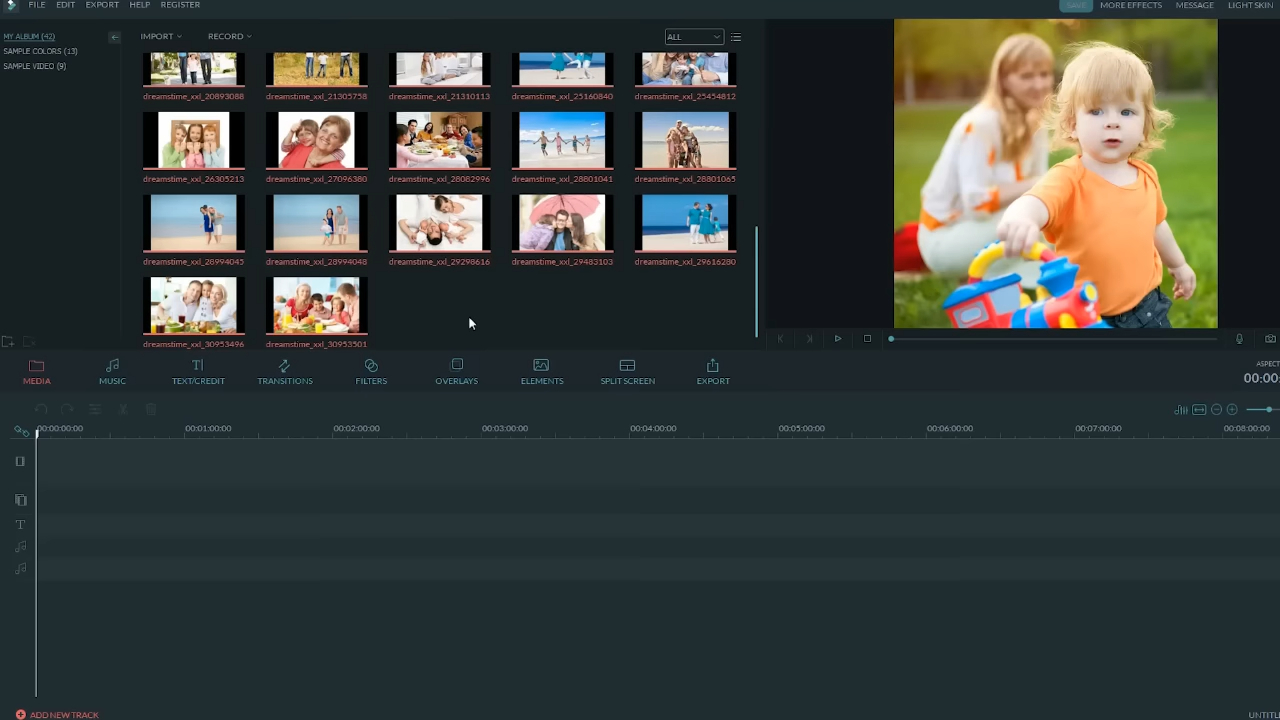 FILE EDIT EXPORT HELP REGISTER
SAVE MORE EFFECTS MESSAGE LIGHT SKIN
MY ALBUM (42)
SAMPLE COLORS (13)
SAMPLE VIDEO (9)
IMPORT RECORD ALL
dreamstime_xxl_20893088 dreamstime_xxl_21305758 dreamstime_xxl_21310113 dreamstime_xxl_25160840 dreamstime_xxl_25454812
dreamstime_xxl_26305213 dreamstime_xxl_27096380 dreamstime_xxl_28082996 dreamstime_xxl_28801041 dreamstime_xxl_28801065
dreamstime_xxl_28994045 dreamstime_xxl_28994048 dreamstime_xxl_29298616 dreamstime_xxl_29483103 dreamstime_xxl_29616280
dreamstime_xxl_30953496 dreamstime_xxl_30953501
MEDIA MUSIC TEXT/CREDIT TRANSITIONS FILTERS OVERLAYS ELEMENTS SPLIT SCREEN EXPORT
ASPECT
00:00:
00:00:00:00 00:01:00:00 00:02:00:00 00:03:00:00 00:04:00:00 00:05:00:00 00:06:00:00 00:07:00:00 00:08:00:00
T
ADD NEW TRACK
UNTITL